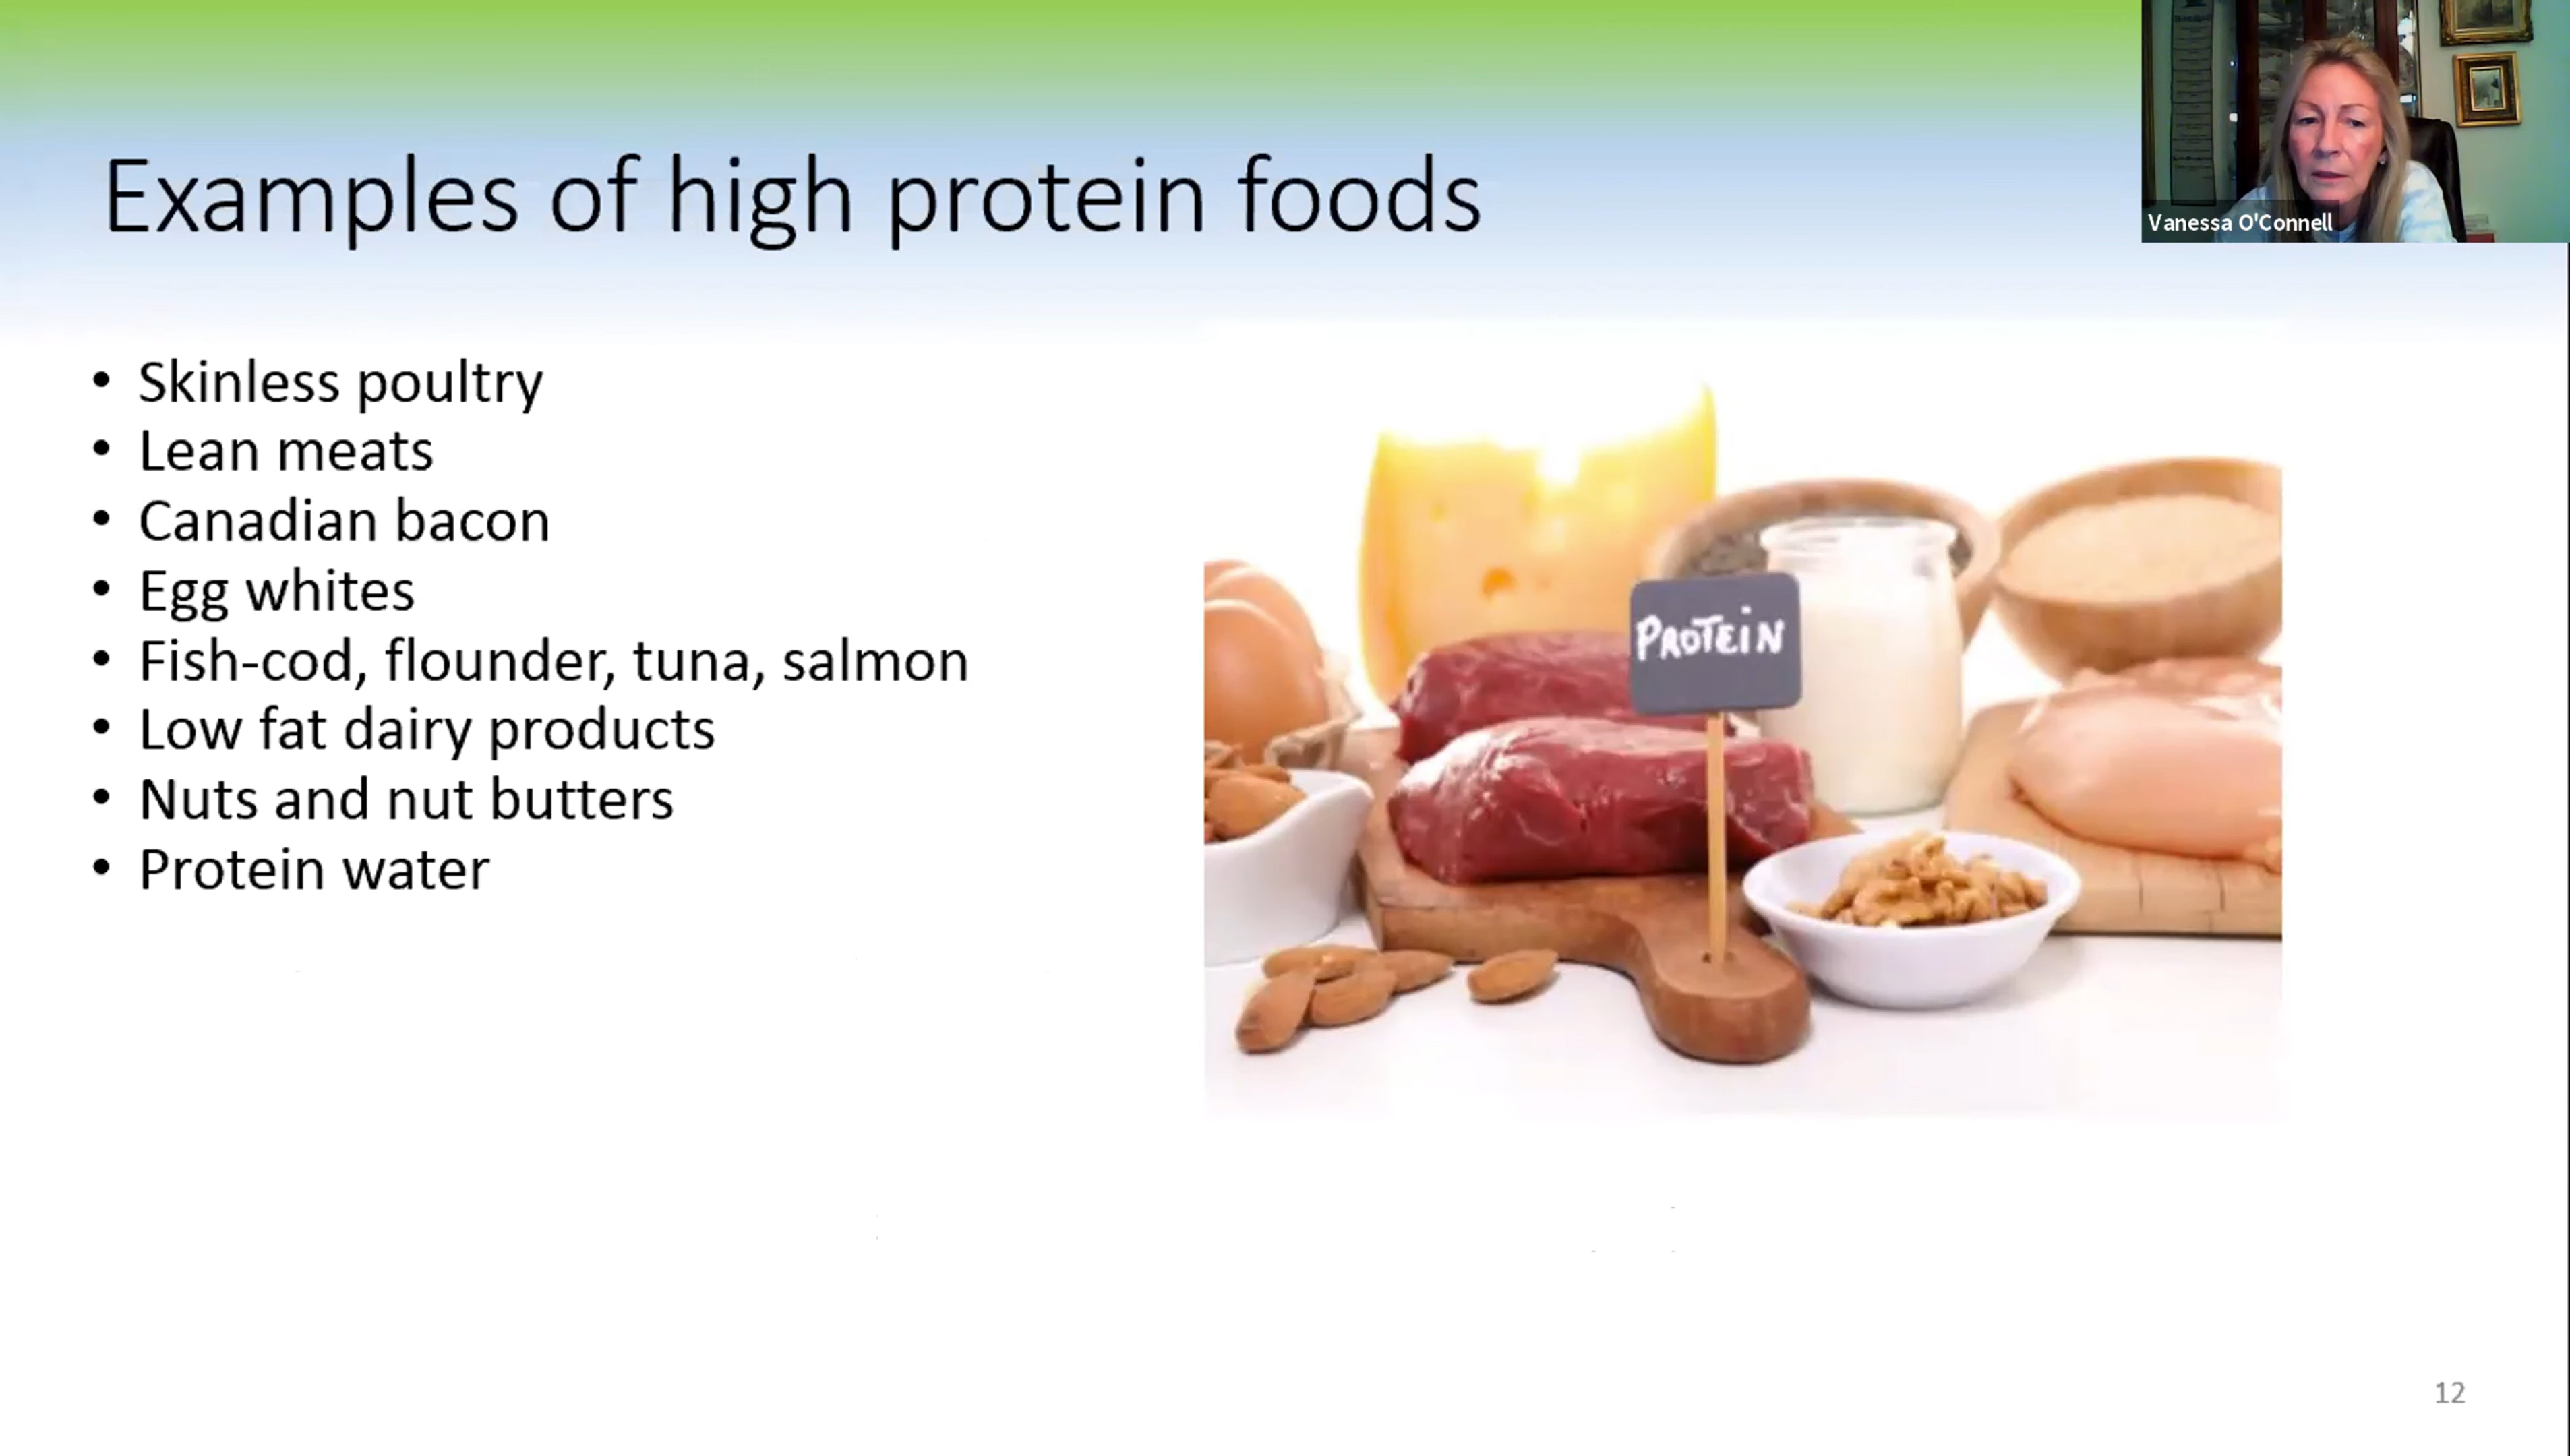 Examples of high protein foods
Vanessa O'Connell
• Skinless poultry
• Lean meats
• Canadian bacon
• Egg whites
• Fish-cod, flounder, tuna, salmon
• Low fat dairy products
• Nuts and nut butters
• Protein water
PROTEIN
12